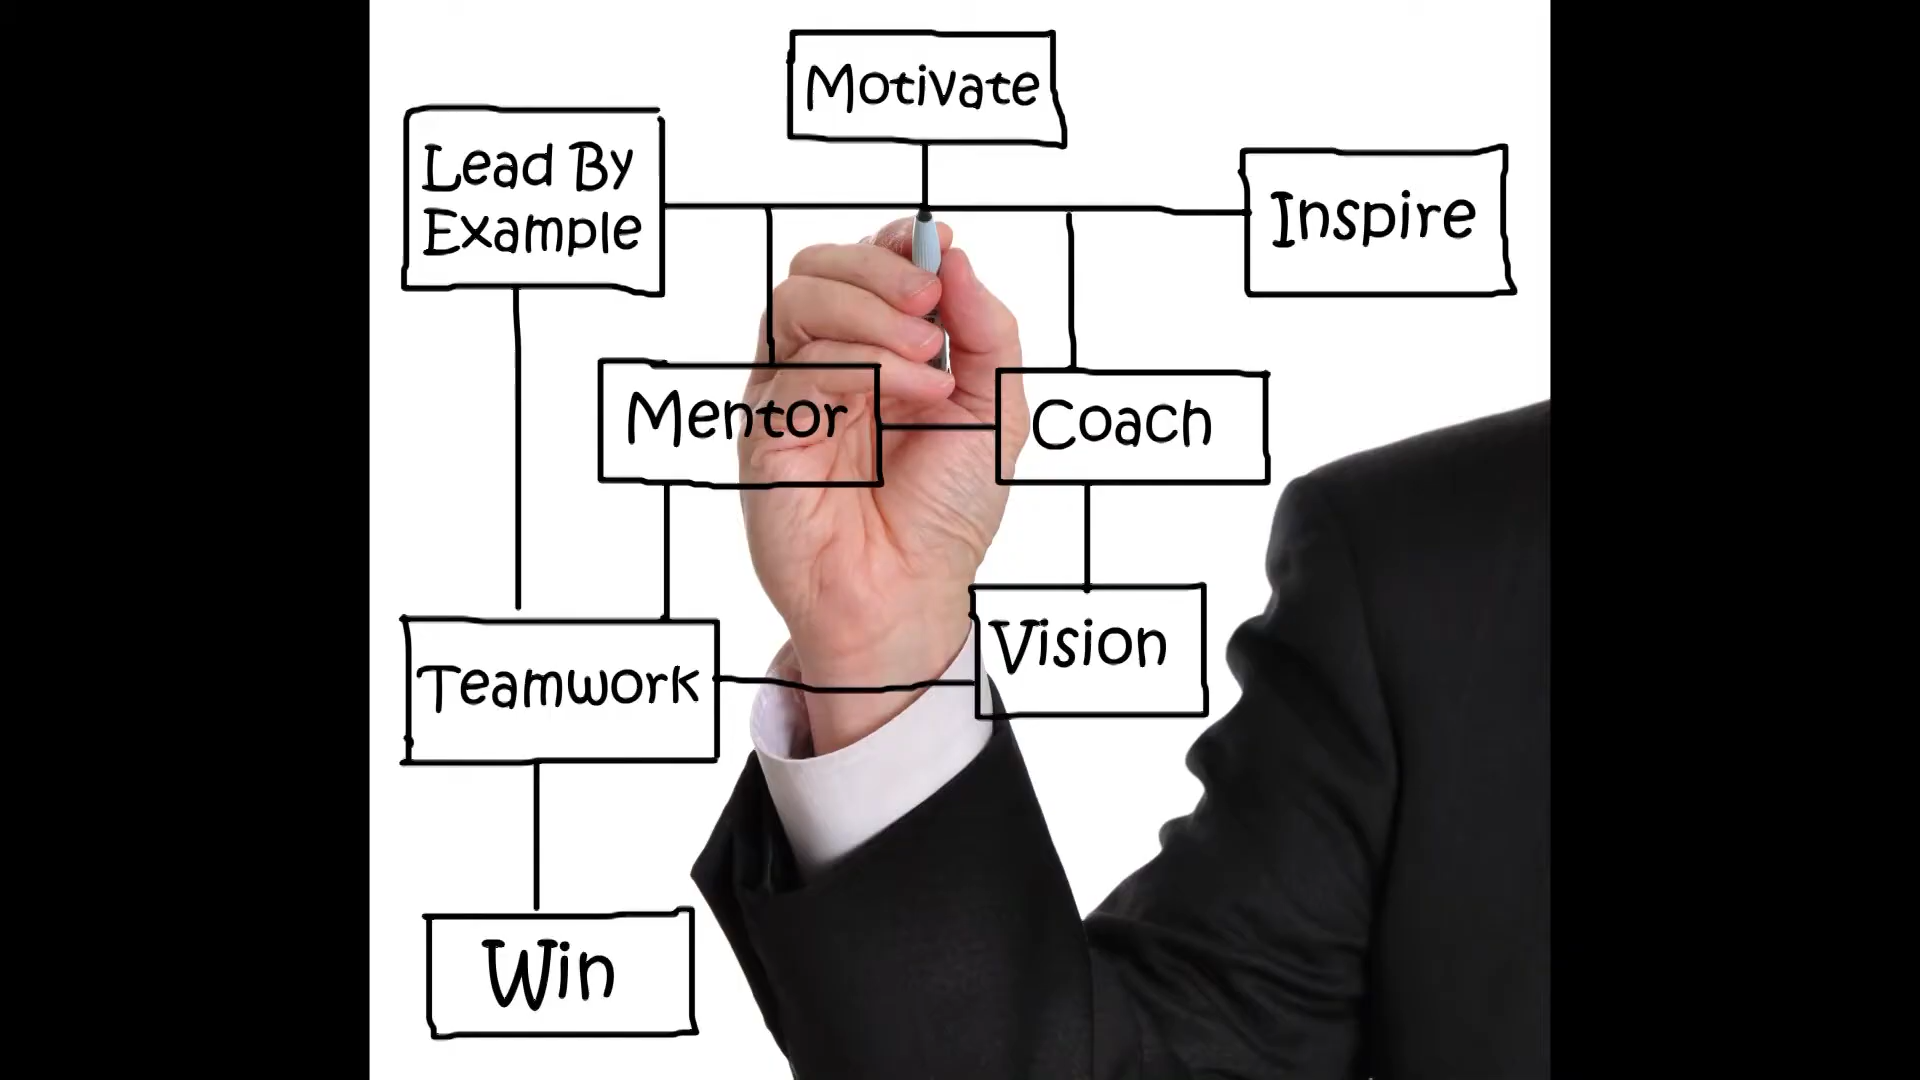 Motivate
Lead By
Example
Inspire
Mentor
Coach
Vision
Teamwork
Win